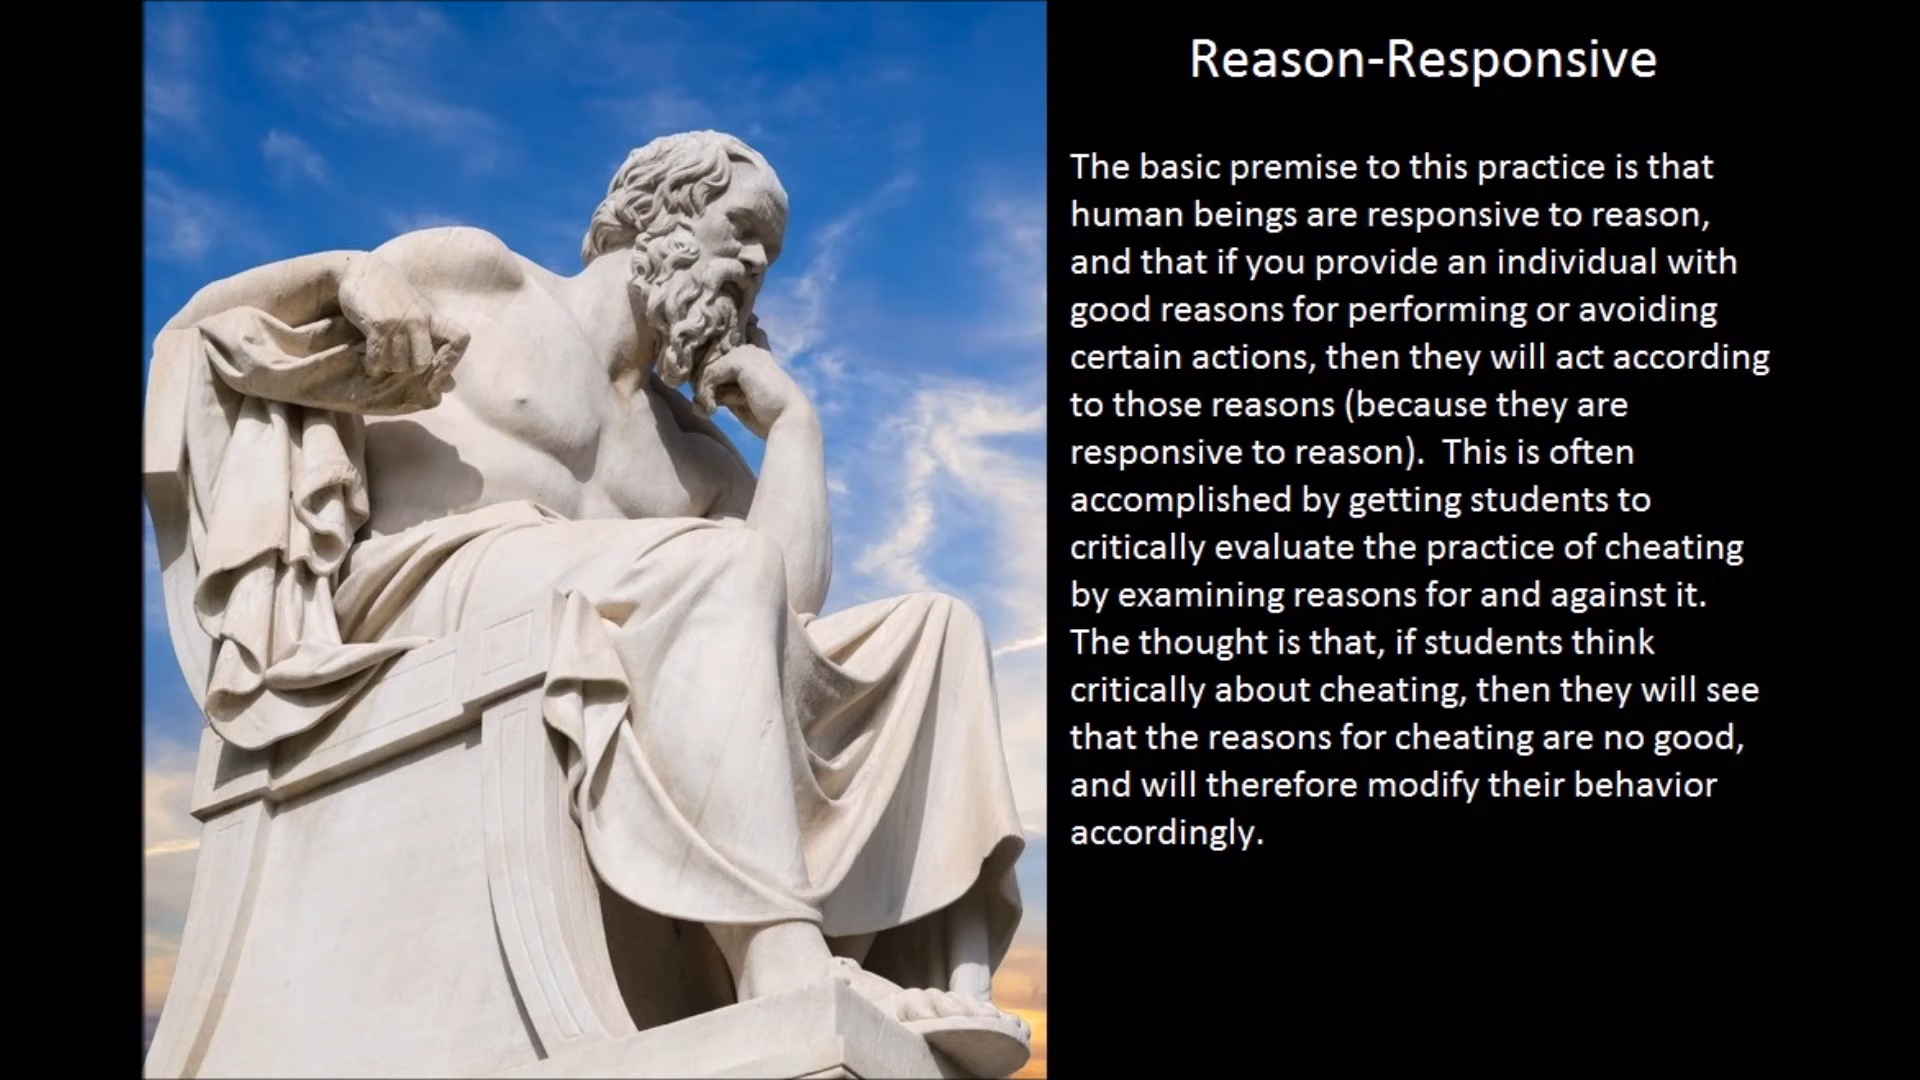 Reason-Responsive
The basic premise to this practice is that
human beings are responsive to reason,
and that if you provide an individual with
good reasons for performing or avoiding
certain actions, then they will act according
to those reasons (because they are
responsive to reason).  This is often
accomplished by getting students to
critically evaluate the practice of cheating
by examining reasons for and against it.
The thought is that, if students think
critically about cheating, then they will see
that the reasons for cheating are no good,
and will therefore modify their behavior
accordingly.